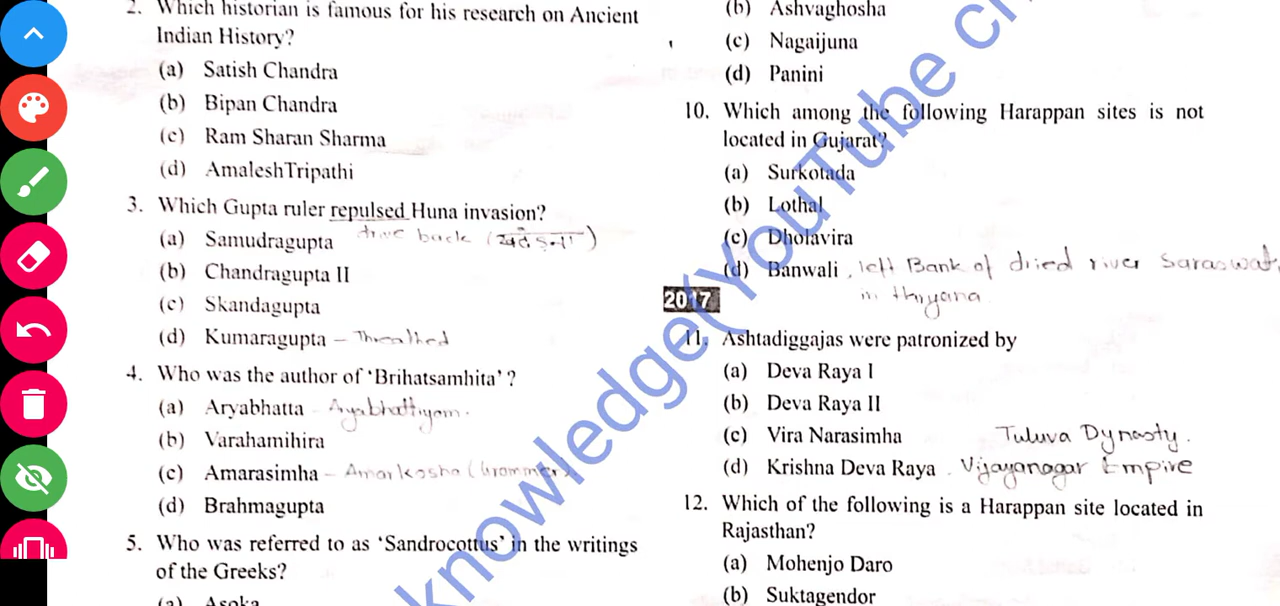 2. Which historian is famous for his research on Ancient
Indian History?
(a) Satish Chandra
(b) Bipan Chandra
(c) Ram Sharan Sharma
(d) AmaleshTripathi
3. Which Gupta ruler repulsed Huna invasion?
(a) Samudragupta drive back
(b) Chandragupta II
(c) Skandagupta
(d) Kumaragupta –
4. Who was the author of ‘Brihatsamhita’ ?
(a) Aryabhatta - Ayabhattiyam.
(b) Varahamihira
(c) Amarasimha – Amarkosha
(d) Brahmagupta
5. Who was referred to as ‘Sandrocottus’ in the writings
of the Greeks?
(a) Asoka
(b) Ashvaghosha
(c) Nagaijuna
(d) Panini
10. Which among the following Harappan sites is not
located in Gujarat?
(a) Surkotada
(b) Lothal
(c) Dholavira
(d) Banwali, left Bank of dried river Saraswati
in
2017
11. Ashtadiggajas were patronized by
(a) Deva Raya I
(b) Deva Raya II
(c) Vira Narasimha Tuluva Dynasty.
(d) Krishna Deva Raya . Vijayanagar Empire
12. Which of the following is a Harappan site located in
Rajasthan?
(a) Mohenjo Daro
(b) Suktagendor
knowledge(YouTube